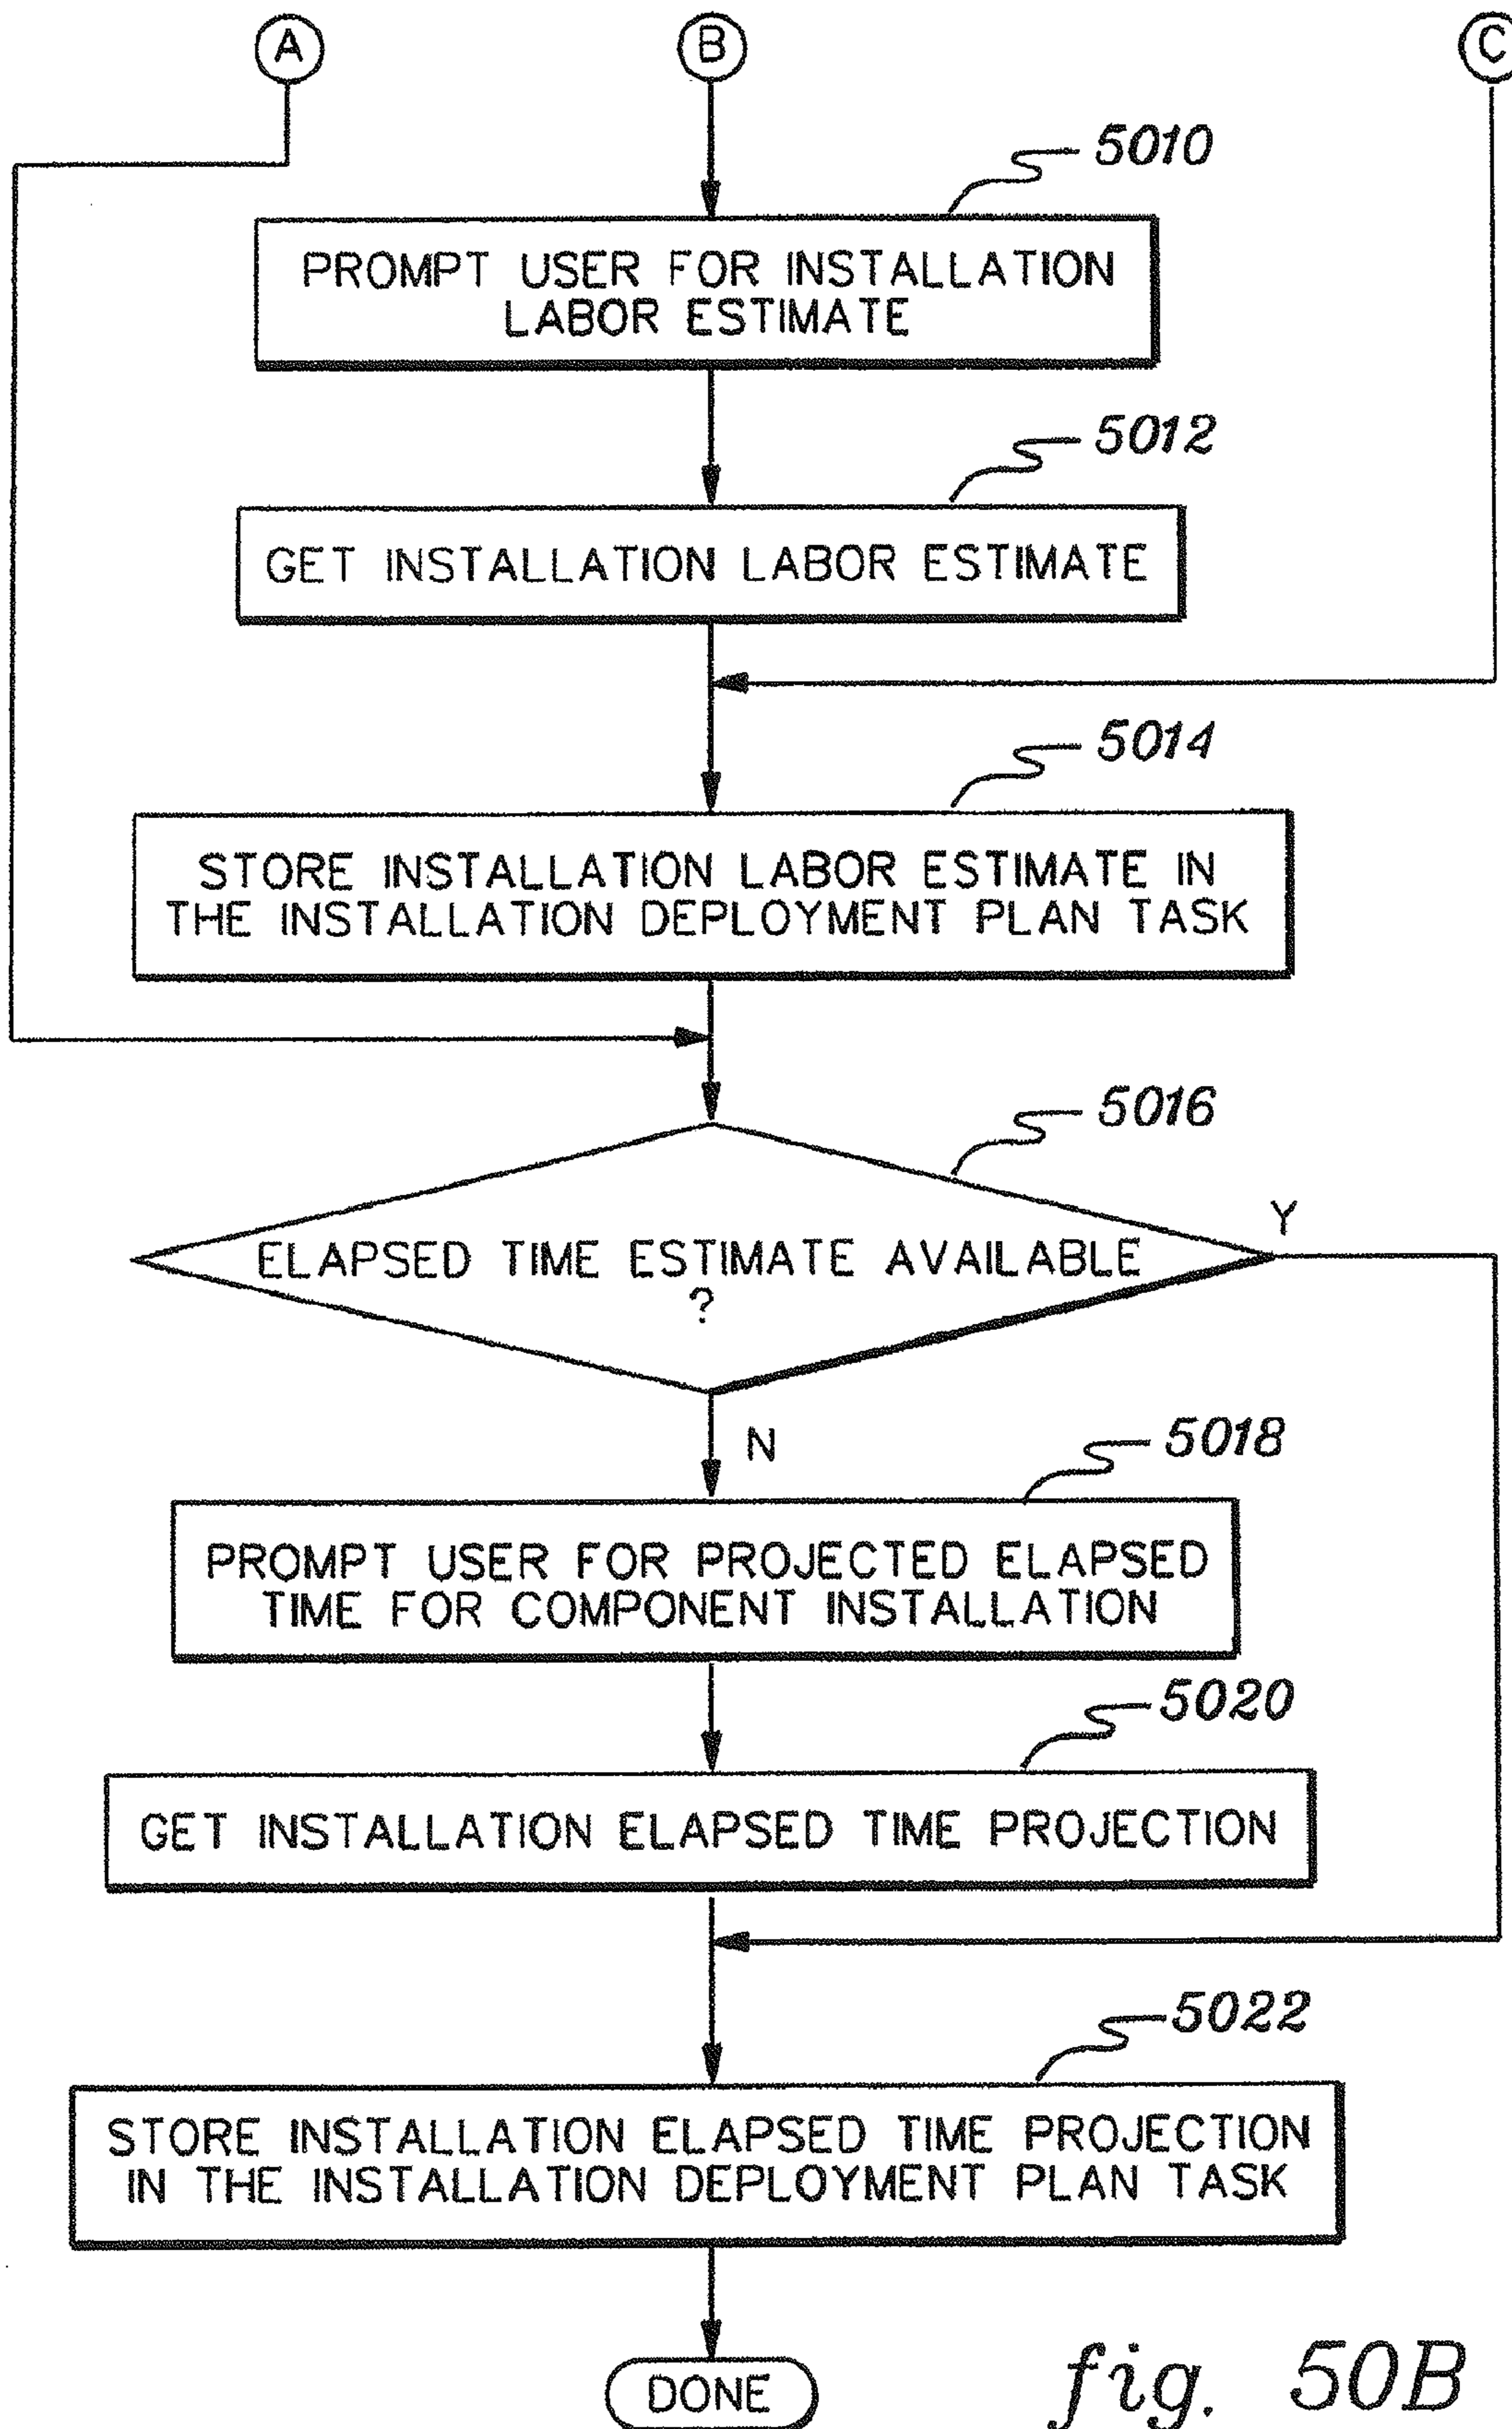 A
B
C
5010
PROMPT USER FOR INSTALLATION
LABOR ESTIMATE
5012
GET INSTALLATION LABOR ESTIMATE
5014
STORE INSTALLATION LABOR ESTIMATE IN
THE INSTALLATION DEPLOYMENT PLAN TASK
5016
Y
ELAPSED TIME ESTIMATE AVAILABLE
?
N
5018
PROMPT USER FOR PROJECTED ELAPSED
TIME FOR COMPONENT INSTALLATION
5020
GET INSTALLATION ELAPSED TIME PROJECTION
5022
STORE INSTALLATION ELAPSED TIME PROJECTION
IN THE INSTALLATION DEPLOYMENT PLAN TASK
DONE
fig. 50B